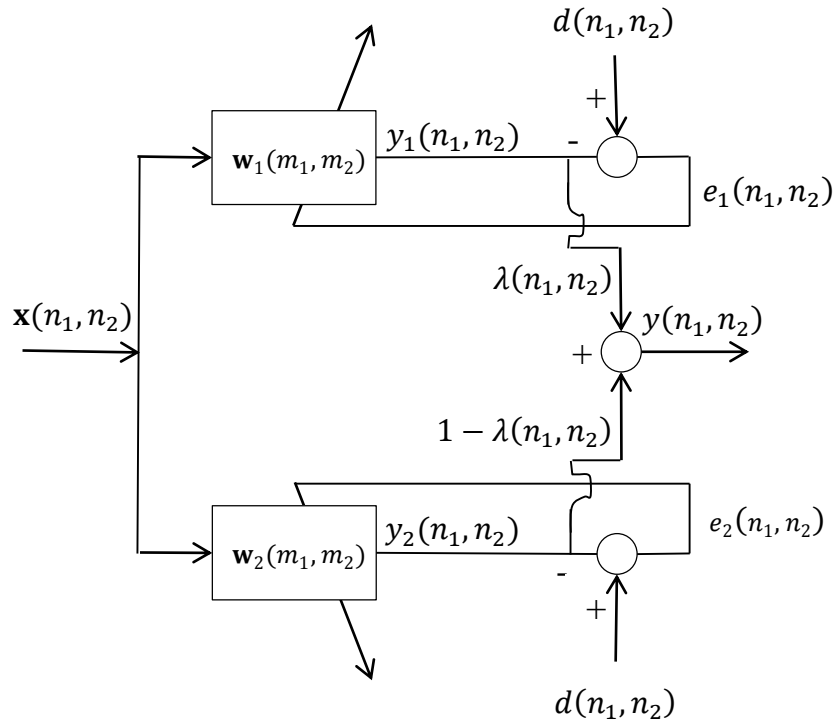 d(n₁, n₂)
+
y₁(n₁, n₂)
-
𝐰₁(m₁, m₂)
e₁(n₁, n₂)
λ(n₁, n₂)
𝐱(n₁, n₂)
y(n₁, n₂)
+
1 − λ(n₁, n₂)
y₂(n₁, n₂)
e₂(n₁, n₂)
𝐰₂(m₁, m₂)
-
+
d(n₁, n₂)